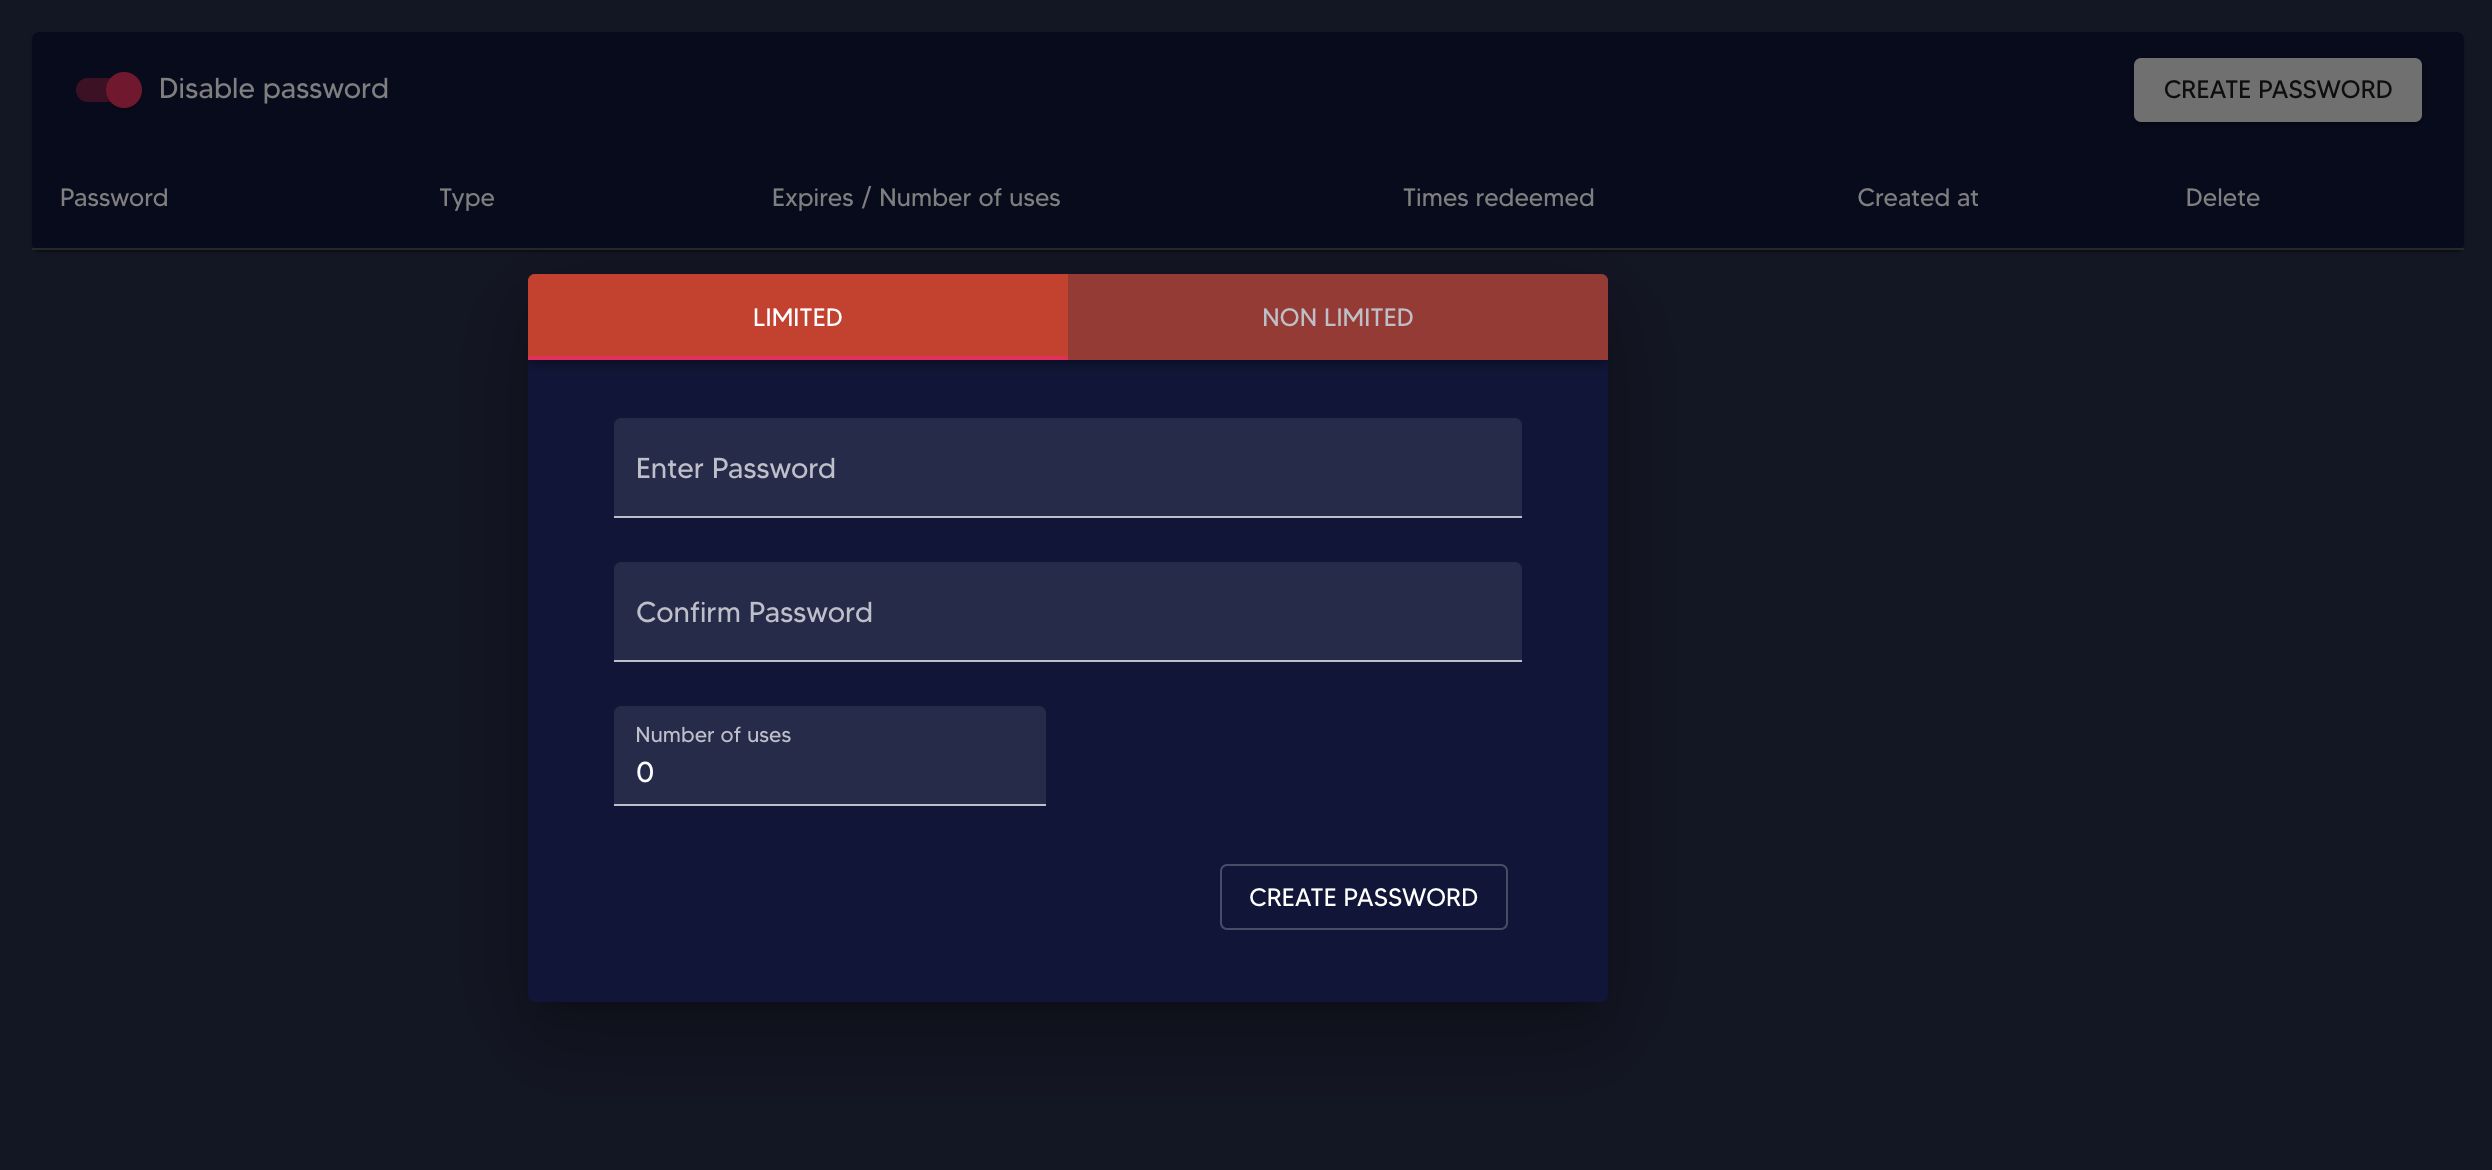 Disable password
CREATE PASSWORD
Password Type Expires / Number of uses Times redeemed Created at Delete
LIMITED NON LIMITED
Enter Password
Confirm Password
Number of uses
0
CREATE PASSWORD